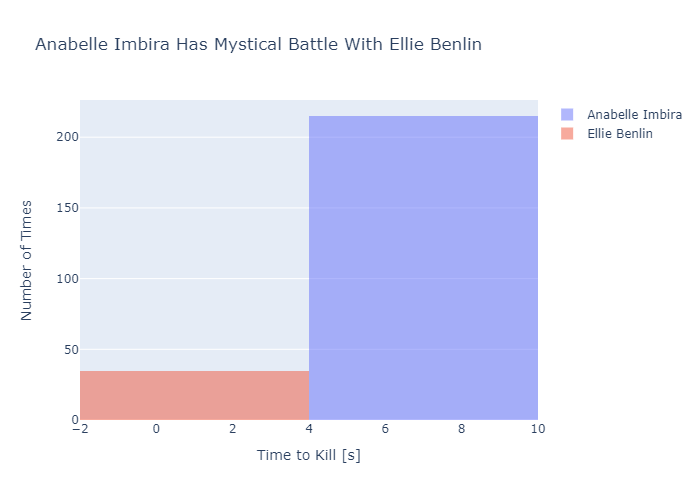 Anabelle Imbira Has Mystical Battle With Ellie Benlin
Anabelle Imbira
Ellie Benlin
200
150
100
50
0
Number of Times
−2 0 2 4 6 8 10
Time to Kill [s]